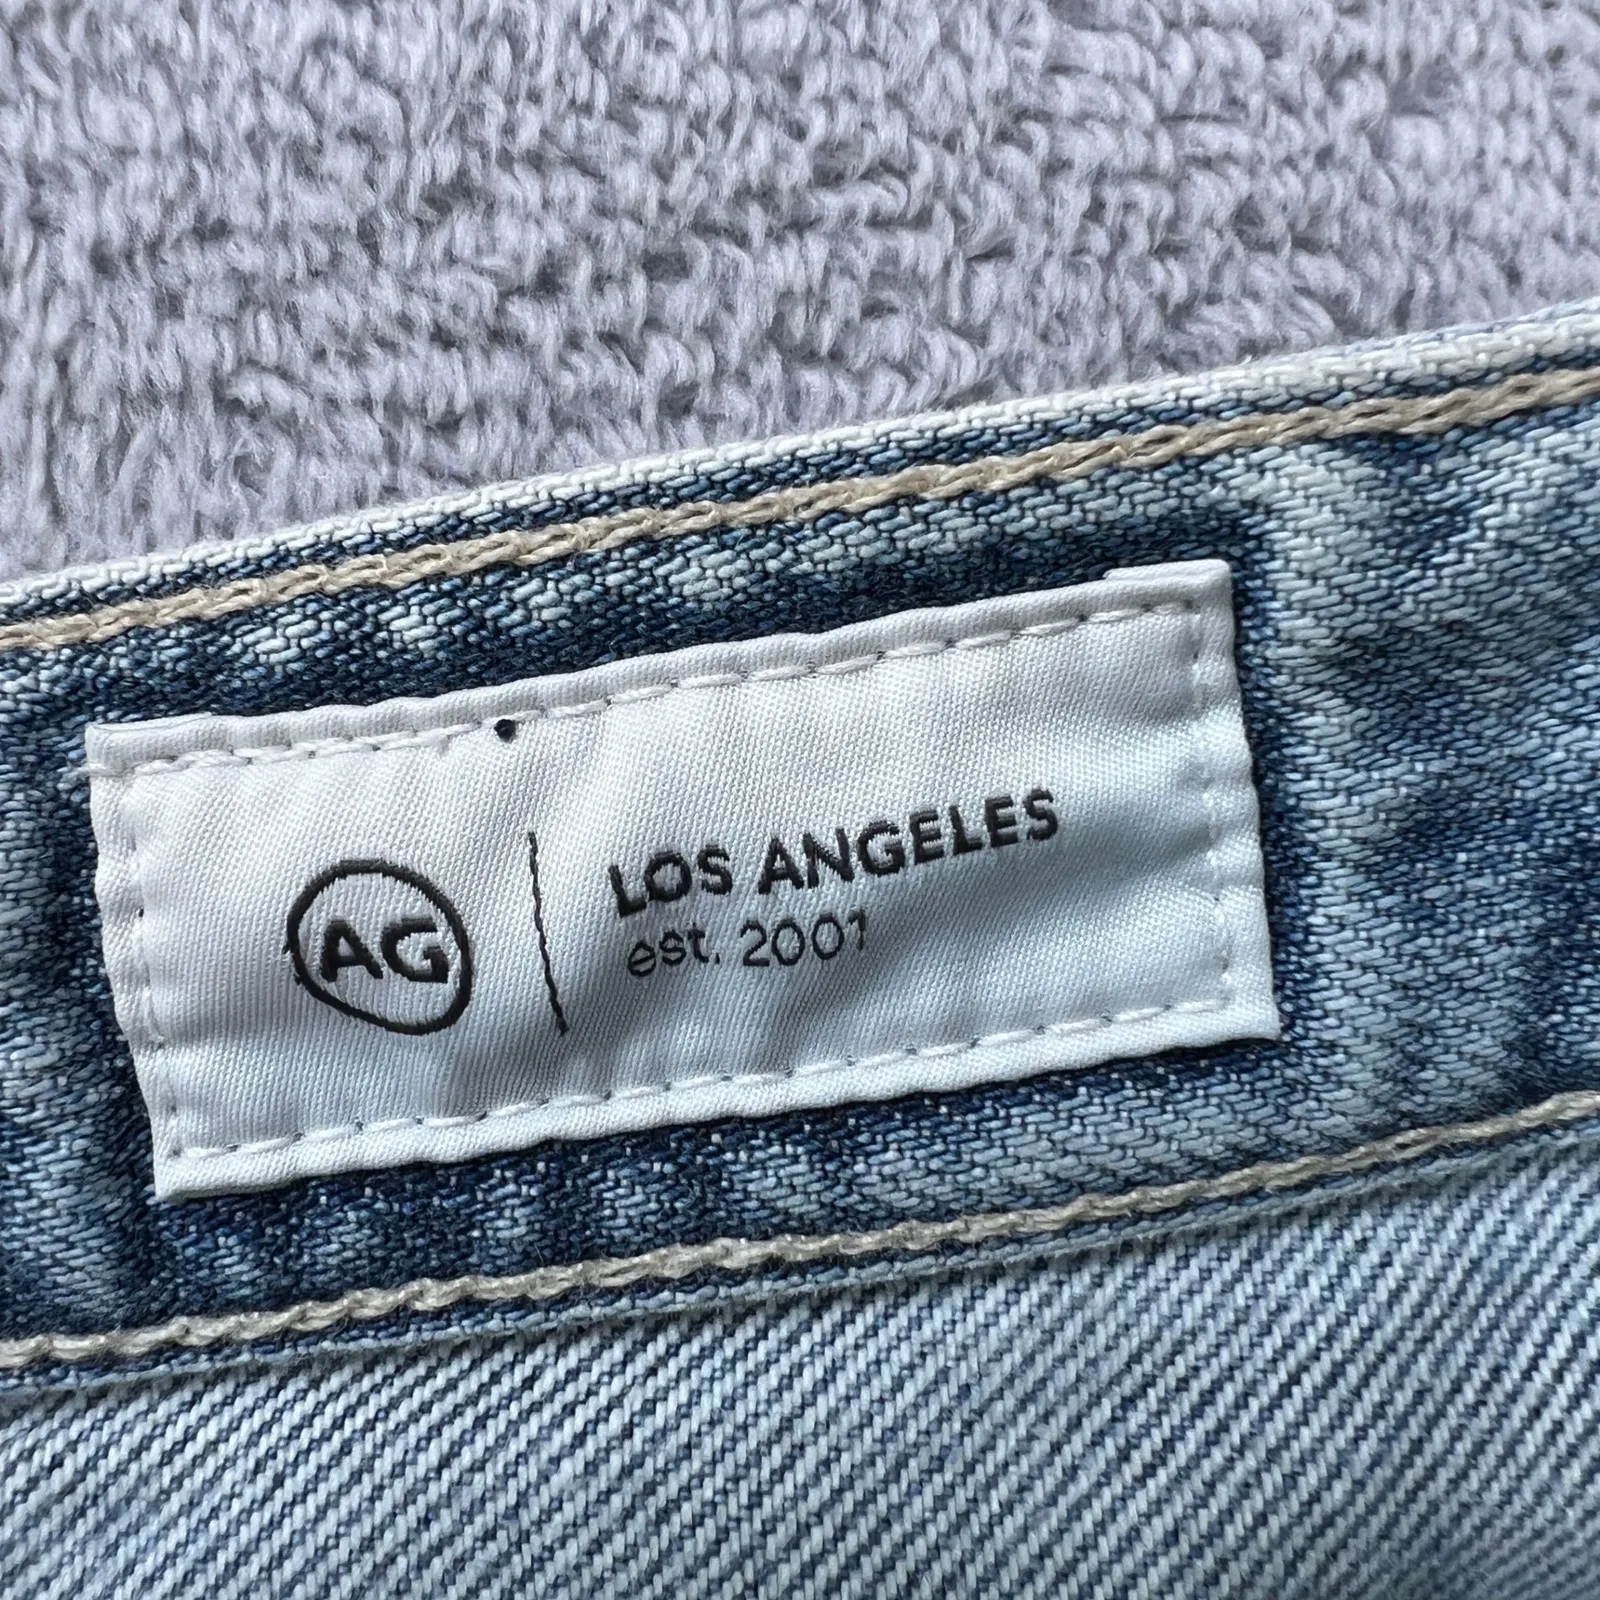 AG
LOS ANGELES
est. 2001